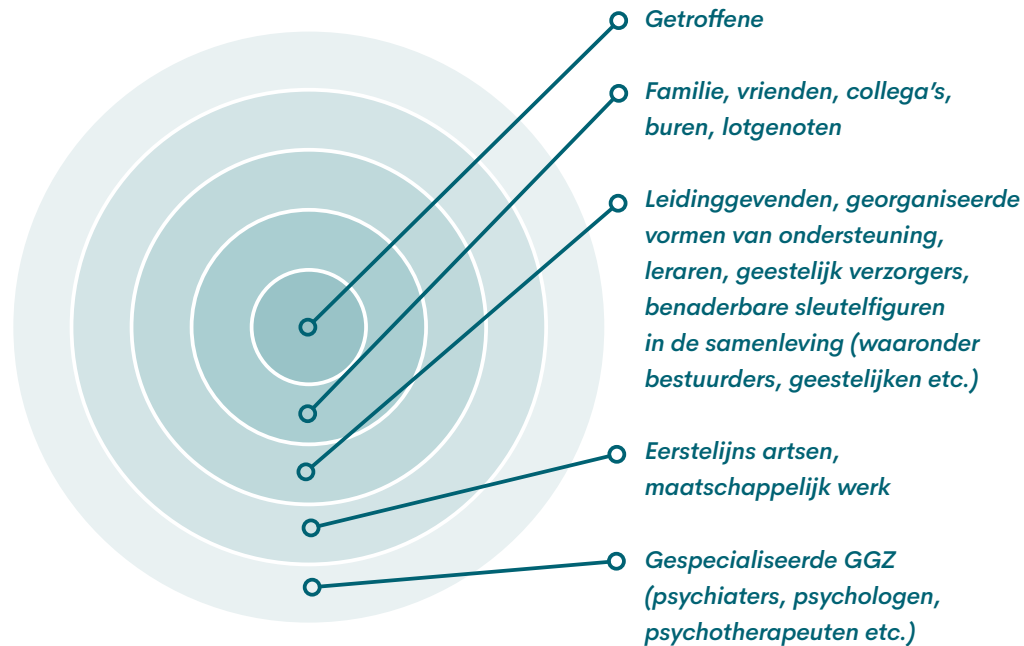 Getroffene
Familie, vrienden, collega's,
buren, lotgenoten
Leidinggevenden, georganiseerde
vormen van ondersteuning,
leraren, geestelijk verzorgers,
benaderbare sleutelfiguren
in de samenleving (waaronder
bestuurders, geestelijken etc.)
Eerstelijns artsen,
maatschappelijk werk
Gespecialiseerde GGZ
(psychiaters, psychologen,
psychotherapeuten etc.)